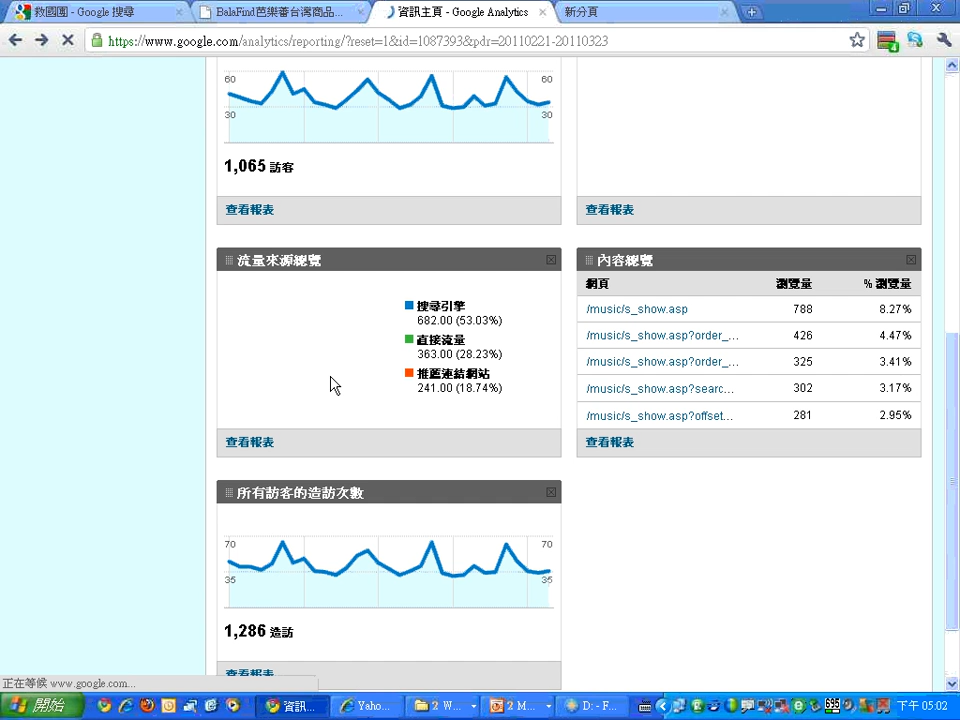 救國團 - Google 搜尋
BalaFind芭樂番台灣商品...
資訊主頁 - Google Analytics
新分頁
https://www.google.com/analytics/reporting/?reset=1&id=1087393&pdr=20110221-20110323
60
60
30
30
1,065 訪客
查看報表
查看報表
流量來源總覽
搜尋引擎
682.00 (53.03%)
直接流量
363.00 (28.23%)
推薦連結網站
241.00 (18.74%)
查看報表
內容總覽
網頁 瀏覽量 % 瀏覽量
/music/s_show.asp 788 8.27%
/music/s_show.asp?order_... 426 4.47%
/music/s_show.asp?order_... 325 3.41%
/music/s_show.asp?searc... 302 3.17%
/music/s_show.asp?offset... 281 2.95%
查看報表
所有訪客的造訪次數
70
70
35
35
1,286 造訪
查看報表
正在等候 www.google.com...
開始
資訊...
Yaho...
2 W...
2 M...
D:- F...
695
下午 05:02